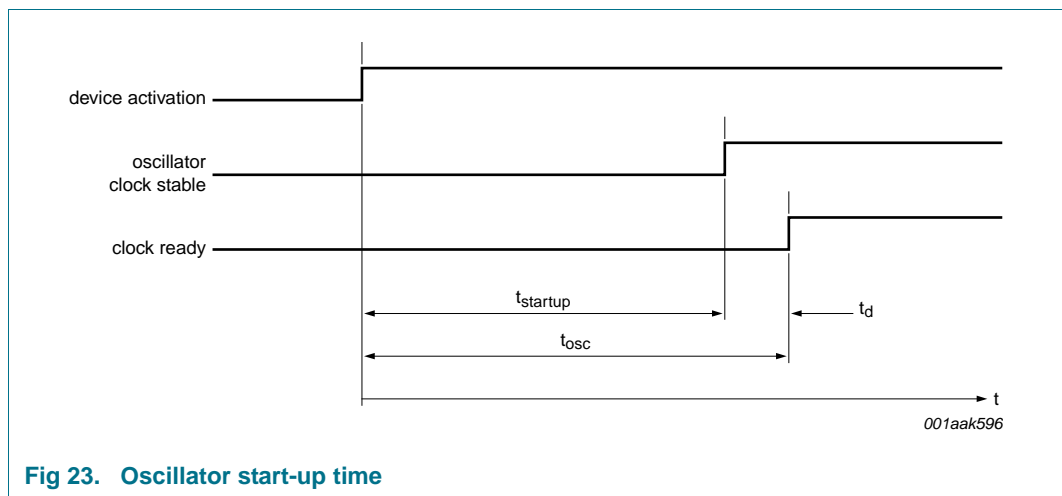 device activation
oscillator
clock stable
clock ready
tstartup
td
tosc
t
001aak596
Fig 23. Oscillator start-up time